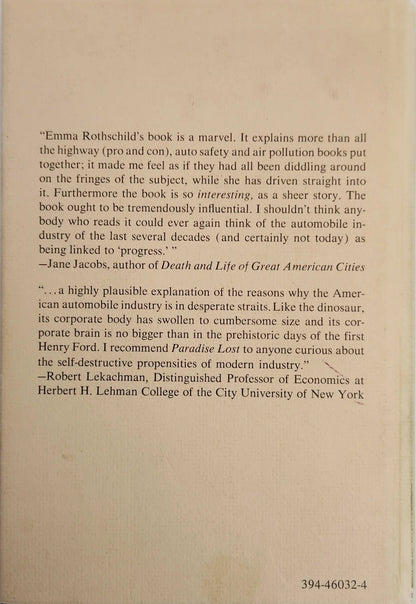 “Emma Rothschild's book is a marvel. It explains more than all
the highway (pro and con), auto safety and air pollution books put
together; it made me feel as if they had all been diddling around
on the fringes of the subject, while she has driven straight into
it. Furthermore the book is so interesting, as a sheer story. The
book ought to be tremendously influential. I shouldn't think any-
body who reads it could ever again think of the automobile in-
dustry of the last several decades (and certainly not today) as
being linked to ‘progress.’ ”
—Jane Jacobs, author of Death and Life of Great American Cities
“...a highly plausible explanation of the reasons why the Amer-
ican automobile industry is in desperate straits. Like the dinosaur,
its corporate body has swollen to cumbersome size and its cor-
porate brain is no bigger than in the prehistoric days of the first
Henry Ford. I recommend Paradise Lost to anyone curious about
the self-destructive propensities of modern industry.”
—Robert Lekachman, Distinguished Professor of Economics at
Herbert H. Lehman College of the City University of New York
394-46032-4